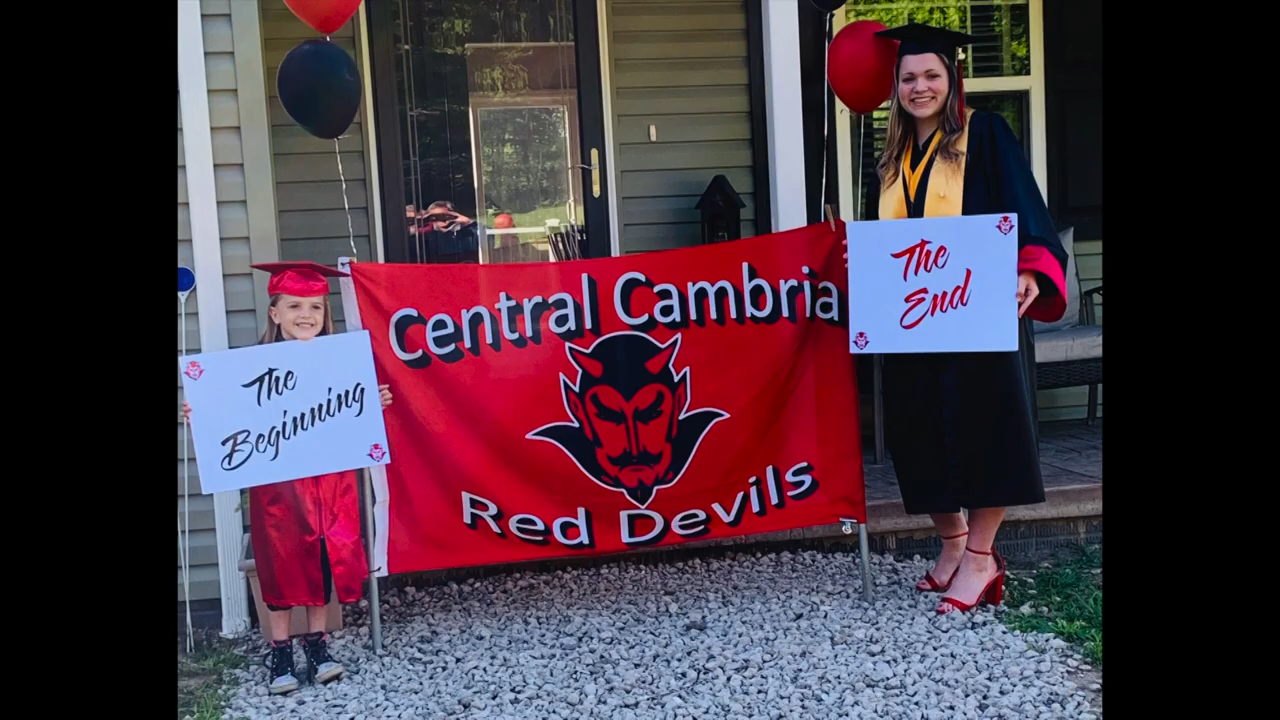 The
Beginning
Central Cambria
Red Devils
The
End